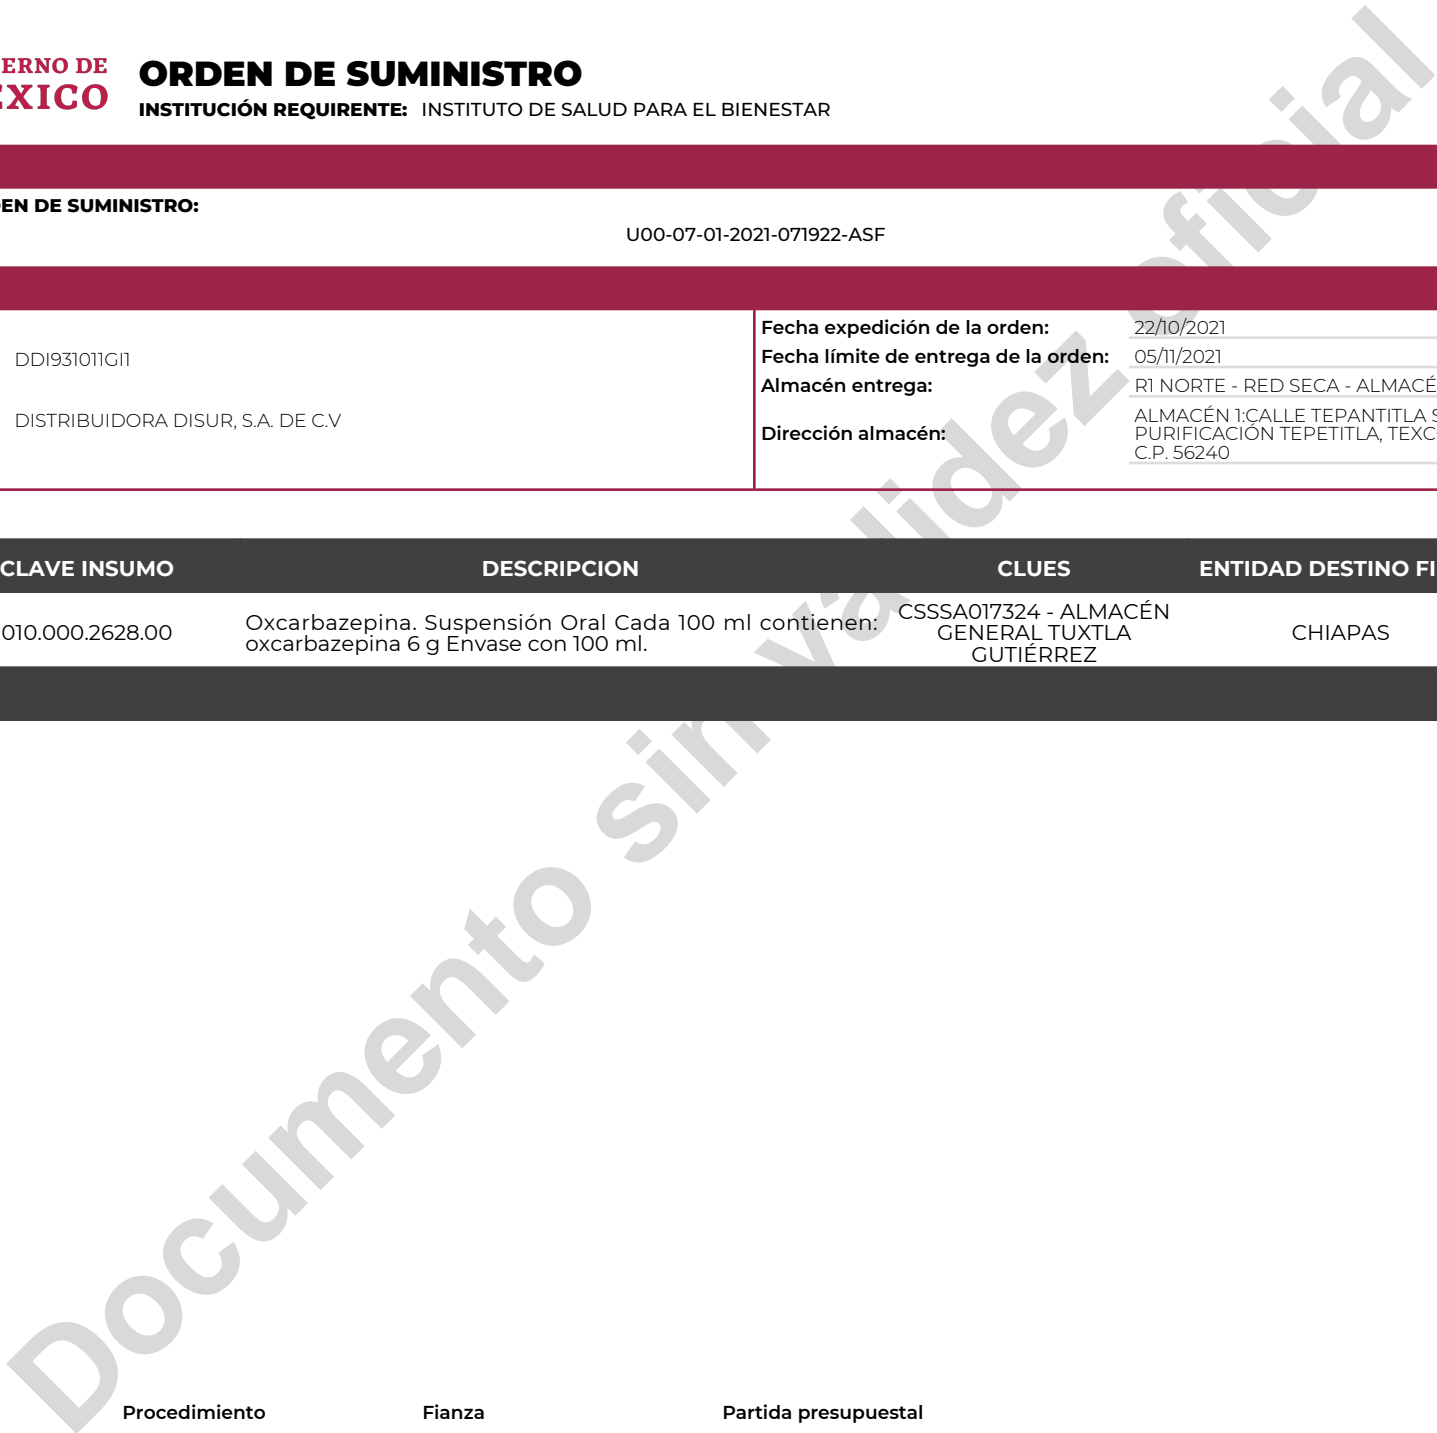 ERNO DE
ÉXICO
ORDEN DE SUMINISTRO
INSTITUCIÓN REQUIRENTE: INSTITUTO DE SALUD PARA EL BIENESTAR
EN DE SUMINISTRO:
U00-07-01-2021-071922-ASF
DDI931011GI1
DISTRIBUIDORA DISUR, S.A. DE C.V
Fecha expedición de la orden: 22/10/2021
Fecha límite de entrega de la orden: 05/11/2021
Almacén entrega: R1 NORTE - RED SECA - ALMACÉ
Dirección almacén:
ALMACÉN 1:CALLE TEPANTITLA S
PURIFICACIÓN TEPETITLA, TEXC
C.P. 56240
CLAVE INSUMO DESCRIPCION CLUES ENTIDAD DESTINO FI
010.000.2628.00
Oxcarbazepina. Suspensión Oral Cada 100 ml contienen:
oxcarbazepina 6 g Envase con 100 ml.
CSSSA017324 - ALMACÉN
GENERAL TUXTLA
GUTIÉRREZ
CHIAPAS
Documento sin validez oficial
Procedimiento Fianza Partida presupuestal